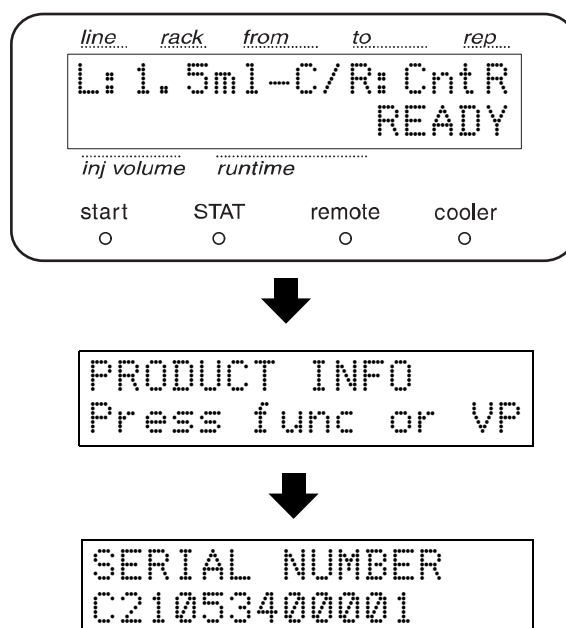 line rack from to rep
L: 1.5ml-C/R: CntR
READY
inj volume runtime
start STAT remote cooler
PRODUCT INFO
Press func or VP
SERIAL NUMBER
C21053400001